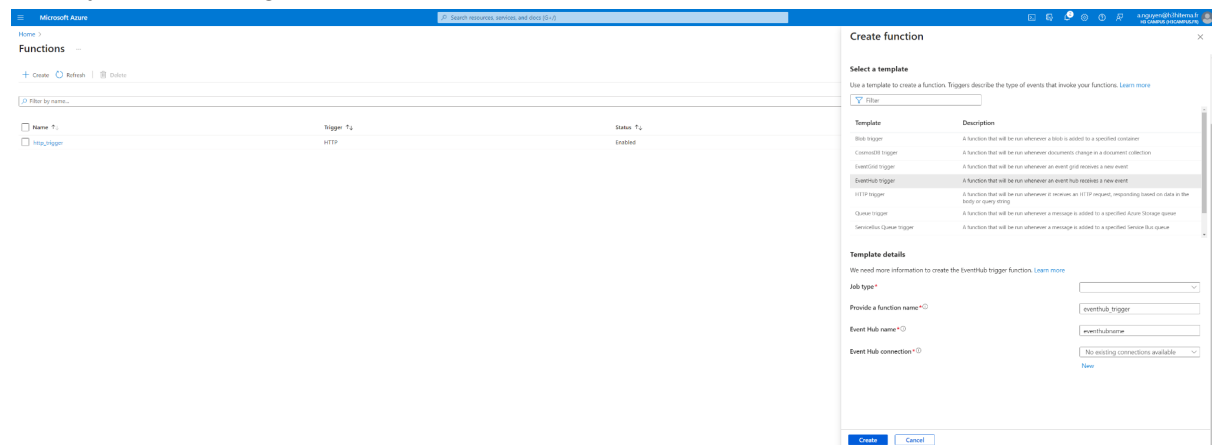 Microsoft Azure
Search resources, services, and docs (G+/)
a.nguyen@hi.hitema.fr
H3 CAMPUS (H3CAMPUS.FR)
Home >
Functions ...
Create Refresh Delete
Filter by name...
Name Trigger Status
http_trigger HTTP Enabled
Create function
Select a template
Use a template to create a function. Triggers describe the type of events that invoke your functions. Learn more
Filter
Template Description
Blob trigger A function that will be run whenever a blob is added to a specified container
CosmosDB trigger A function that will be run whenever documents change in a document collection
EventGrid trigger A function that will be run whenever an event grid receives a new event
EventHub trigger A function that will be run whenever an event hub receives a new event
HTTP trigger A function that will be run whenever it receives an HTTP request, responding based on data in the
body or query string
Queue trigger A function that will be run whenever a message is added to a specified Azure Storage queue
ServiceBus Queue trigger A function that will be run whenever a message is added to a specified Service Bus queue
Template details
We need more information to create the EventHub trigger function. Learn more
Job type *
Provide a function name * eventhub_trigger
Event Hub name * eventhubname
Event Hub connection * No existing connections available
New
Create Cancel